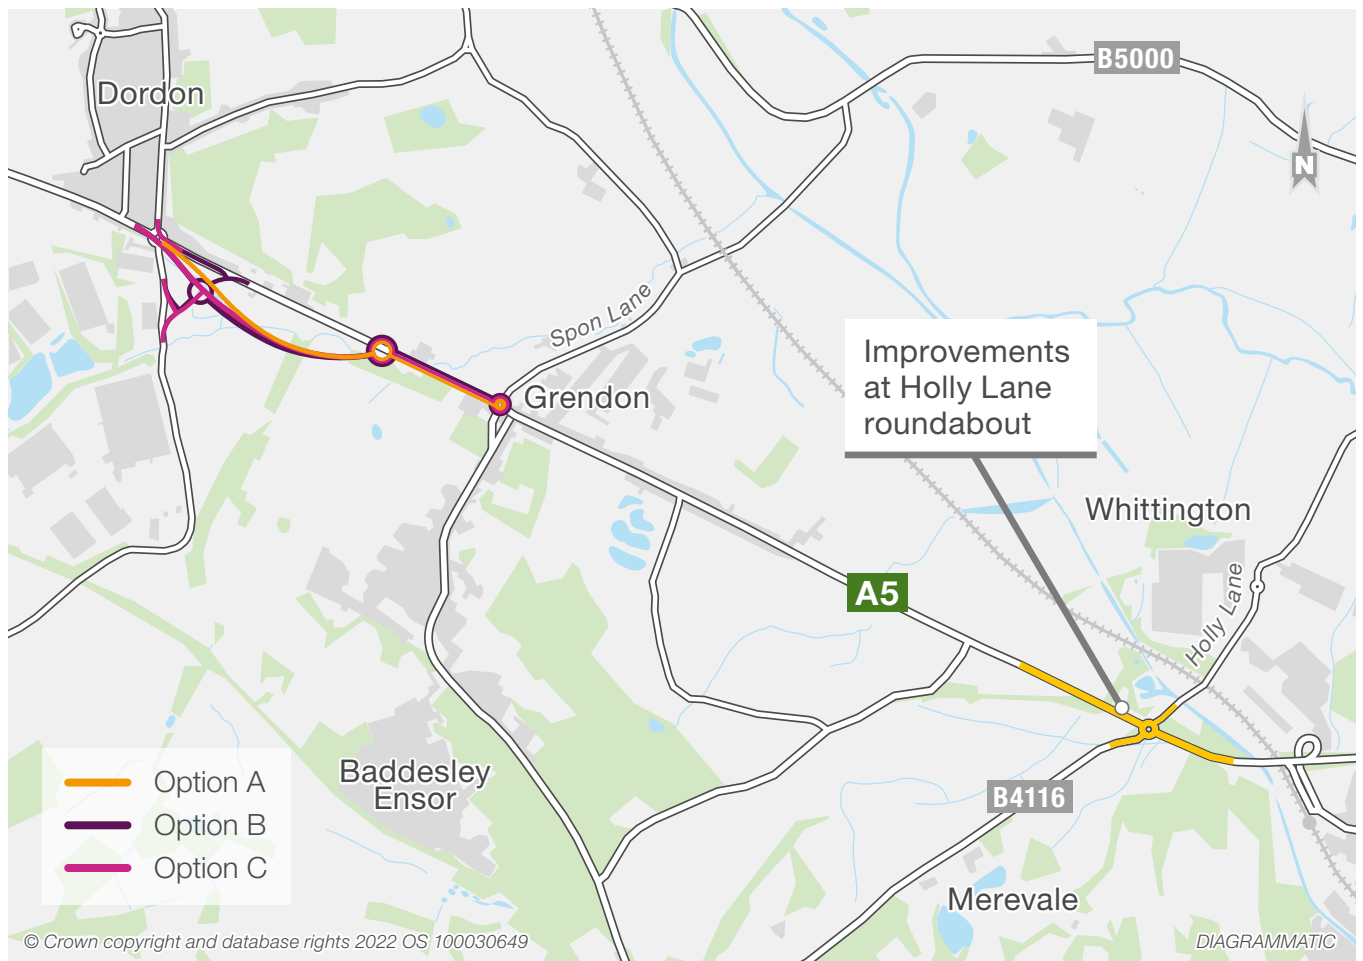 B5000
Dordon
N
Spon Lane
Improvements
at Holly Lane
roundabout
Grendon
Whittington
A5
Holly Lane
Option A
Option B
Option C
Baddesley
Ensor
B4116
Merevale
© Crown copyright and database rights 2022 OS 100030649
DIAGRAMMATIC